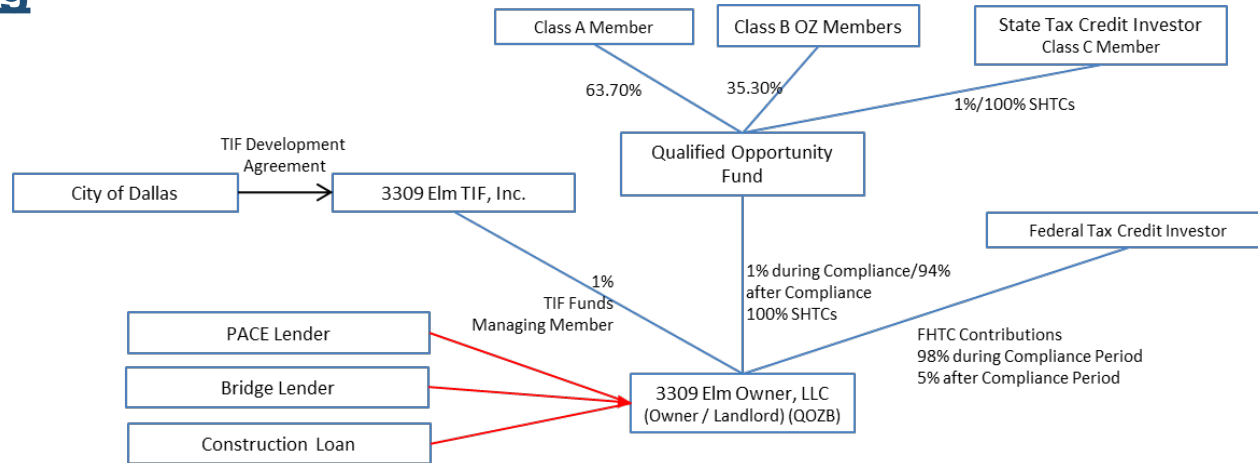 g
Class A Member
Class B OZ Members
State Tax Credit Investor
Class C Member
63.70%
35.30%
1%/100% SHTCs
TIF Development
Agreement
Qualified Opportunity
Fund
City of Dallas
3309 Elm TIF, Inc.
Federal Tax Credit Investor
1%
TIF Funds
Managing Member
1% during Compliance/94%
after Compliance
100% SHTCs
FHTC Contributions
98% during Compliance Period
5% after Compliance Period
PACE Lender
Bridge Lender
Construction Loan
3309 Elm Owner, LLC
(Owner / Landlord) (QOZB)